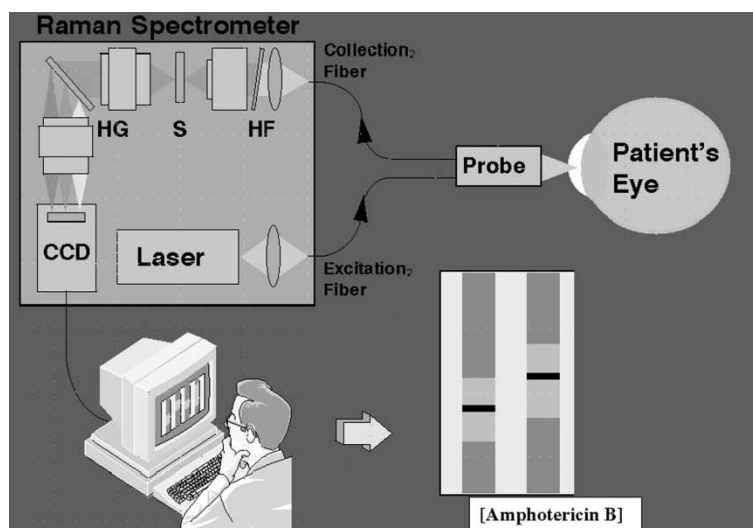 Raman Spectrometer
Collection,
Fiber
HG
S
HF
Probe
Patient's
Eye
CCD
Laser
Excitation,
Fiber
[Amphotericin B]